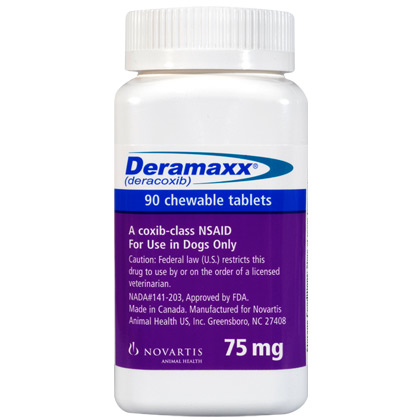 Deramaxx®
(deracoxib)
90 chewable tablets
A coxib-class NSAID
For Use in Dogs Only
Caution: Federal law (U.S.) restricts this
drug to use by or on the order of a licensed
veterinarian.
NADA#141-203, Approved by FDA.
Made in Canada. Manufactured for Novartis
Animal Health US, Inc. Greensboro, NC 27408
NOVARTIS
ANIMAL HEALTH
75 mg